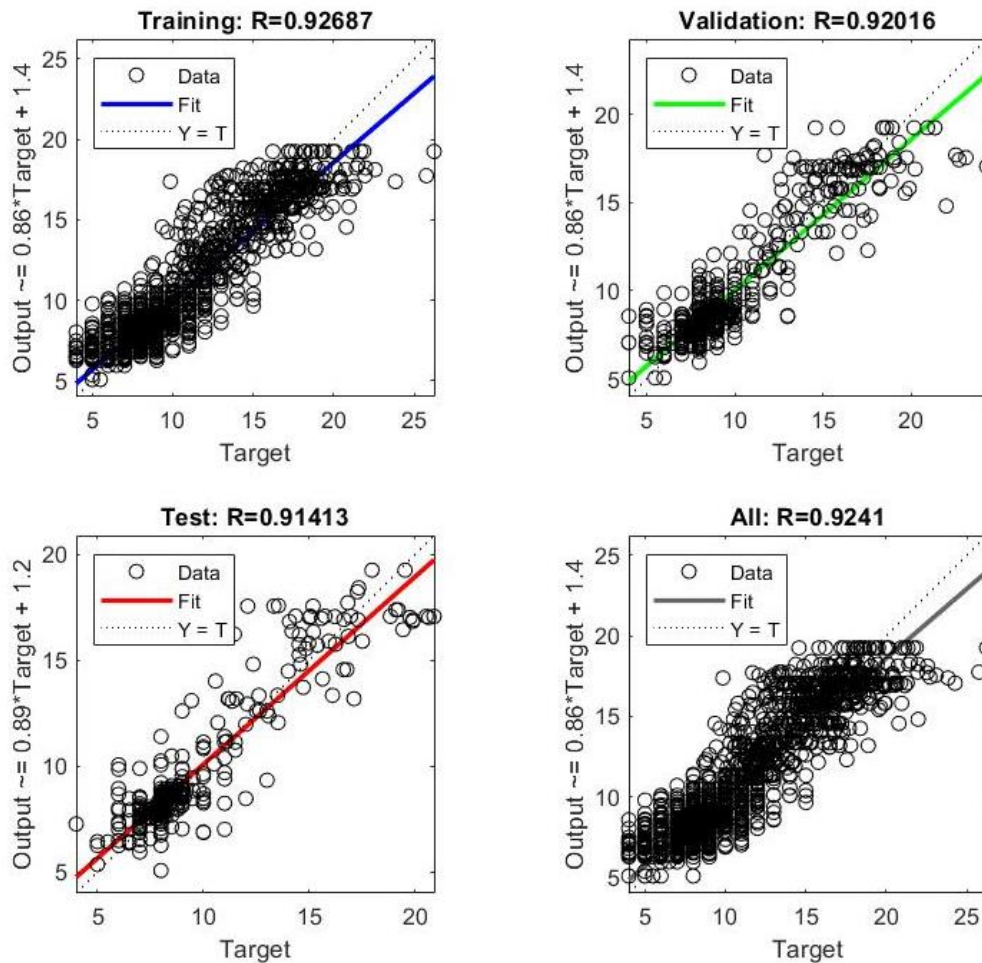 Training: R=0.92687
Output ~= 0.86*Target + 1.4
25
20
15
10
5
Data
Fit
Y = T
5
10
15
20
25
Target
Validation: R=0.92016
Output ~= 0.86*Target + 1.4
20
15
10
5
Data
Fit
Y = T
5
10
15
20
Target
Test: R=0.91413
Output ~= 0.89*Target + 1.2
20
15
10
5
Data
Fit
Y = T
5
10
15
20
Target
All: R=0.9241
Output ~= 0.86*Target + 1.4
25
20
15
10
5
Data
Fit
Y = T
5
10
15
20
25
Target